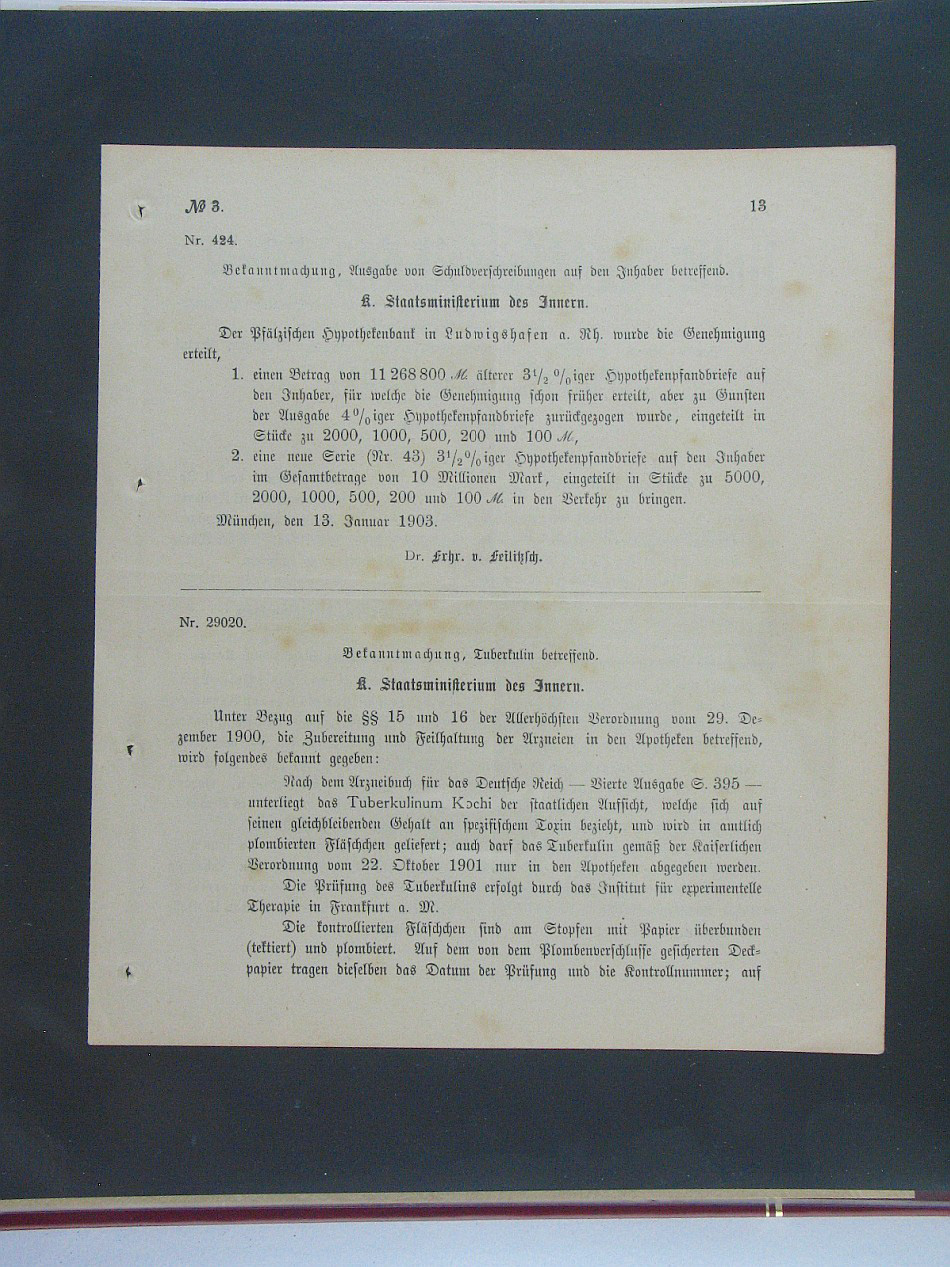 № 3.
13
Nr. 424.
Bekanntmachung, Ausgabe von Schuldverschreibungen auf den Inhaber betreffend.
K. Staatsministerium des Innern.
Der Pfälzischen Hypothekenbank in Ludwigshafen a. Rh. wurde die Genehmigung
erteilt,
1. einen Betrag von 11 268 800 ℳ. älterer 3½ %iger Hypothekenpfandbriefe auf
den Inhaber, für welche die Genehmigung schon früher erteilt, aber zu Gunsten
der Ausgabe 4%iger Hypothekenpfandbriefe zurückgezogen wurde, eingeteilt in
Stücke zu 2000, 1000, 500, 200 und 100 ℳ.,
2. eine neue Serie (Nr. 43) 3½%iger Hypothekenpfandbriefe auf den Inhaber
im Gesamtbetrage von 10 Millionen Mark, eingeteilt in Stücke zu 5000,
2000, 1000, 500, 200 und 100 ℳ. in den Verkehr zu bringen.
München, den 13. Januar 1903.
Dr. Frhr. v. Feilitzsch.
Nr. 29020.
Bekanntmachung, Tuberkulin betreffend.
K. Staatsministerium des Innern.
Unter Bezug auf die §§ 15 und 16 der Allerhöchsten Verordnung vom 29. De-
zember 1900, die Zubereitung und Feilhaltung der Arzneien in den Apotheken betreffend,
wird folgendes bekannt gegeben:
Nach dem Arzneibuch für das Deutsche Reich — Vierte Ausgabe S. 395 —
unterliegt das Tuberkulinum Kochi der staatlichen Aufsicht, welche sich auf
seinen gleichbleibenden Gehalt an spezifischem Toxin bezieht, und wird in amtlich
plombierten Fläschchen geliefert; auch darf das Tuberkulin gemäß der Kaiserlichen
Verordnung vom 22. Oktober 1901 nur in den Apotheken abgegeben werden.
Die Prüfung des Tuberkulins erfolgt durch das Institut für experimentelle
Therapie in Frankfurt a. M.
Die kontrollierten Fläschchen sind am Stopfen mit Papier überbunden
(tektiert) und plombiert. Auf dem von dem Plombenverschlusse gesicherten Deck-
papier tragen dieselben das Datum der Prüfung und die Kontrollnummer; auf